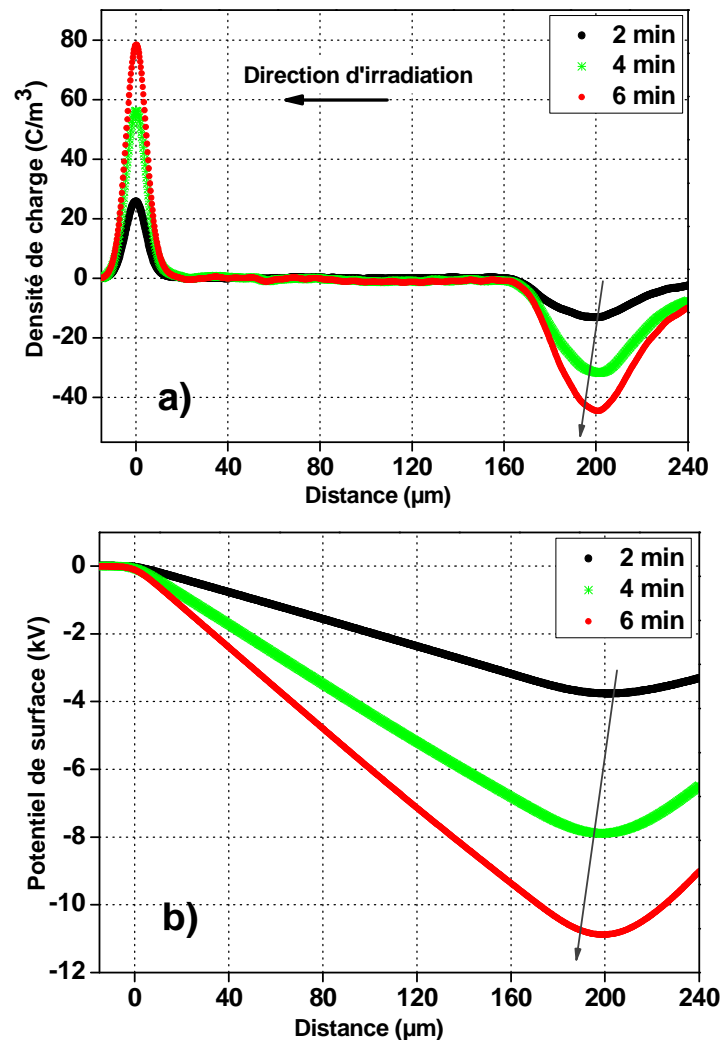 80
60
40
20
0
-20
-40
Densité de charge (C/m³)
Direction d'irradiation
2 min
4 min
6 min
a)
0 40 80 120 160 200 240
Distance (µm)
0
-2
-4
-6
-8
-10
-12
Potentiel de surface (kV)
2 min
4 min
6 min
b)
0 40 80 120 160 200 240
Distance (µm)